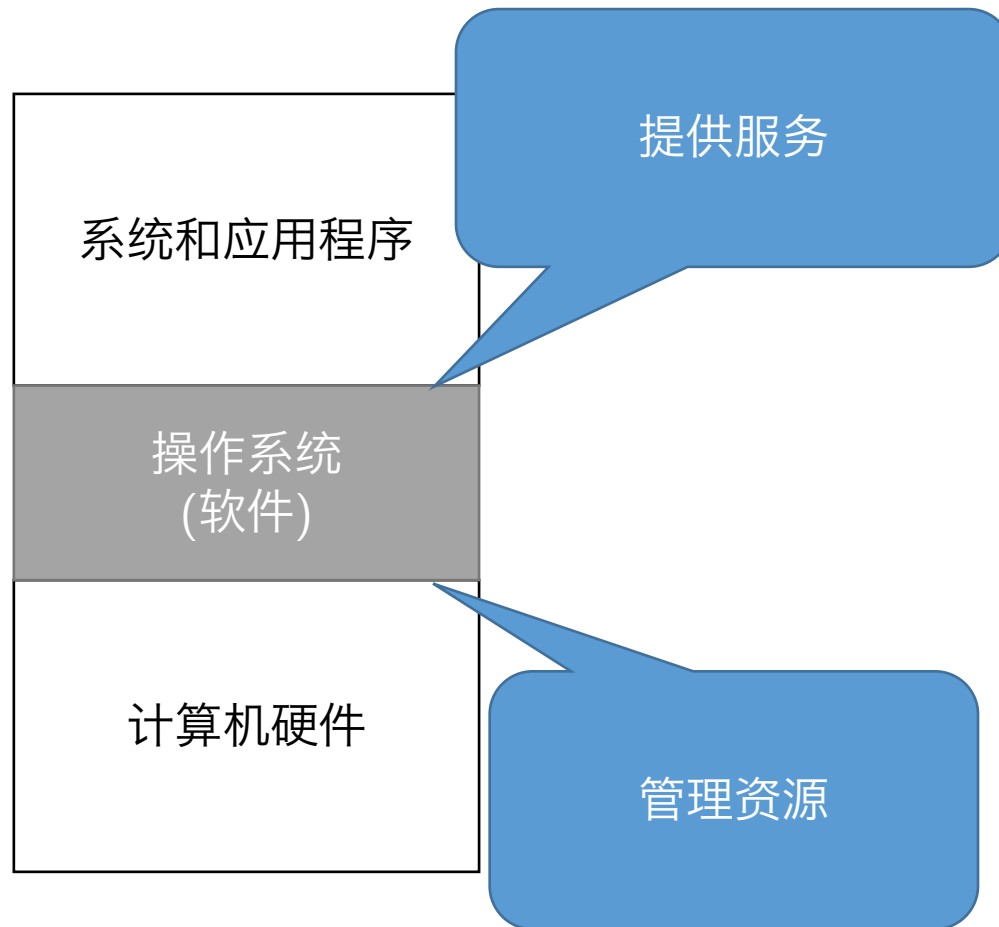 提供服务
系统和应用程序
操作系统
(软件)
计算机硬件
管理资源